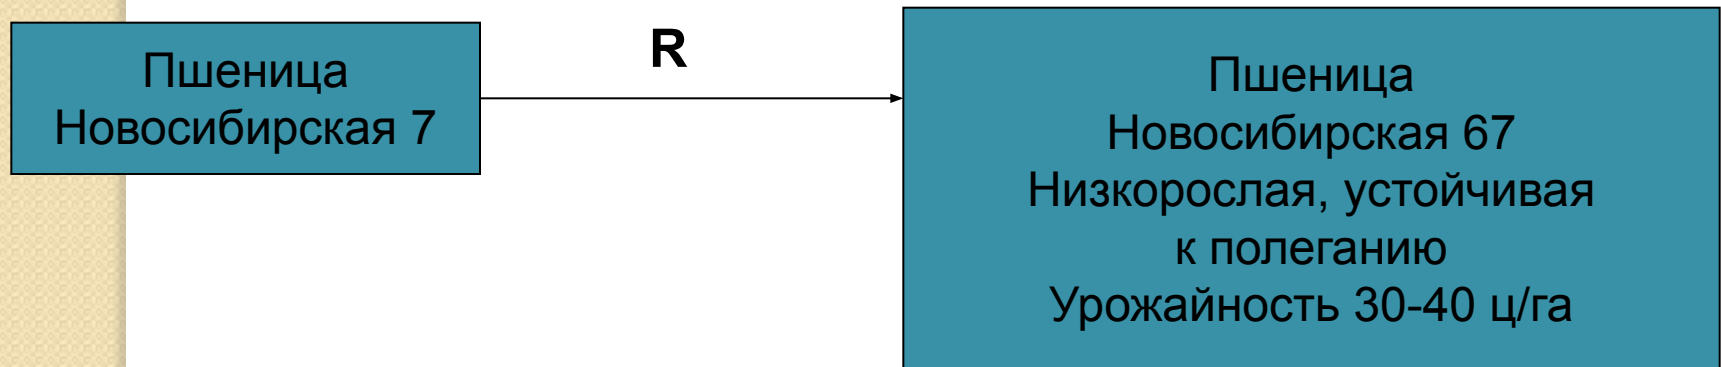 Пшеница
Новосибирская 7
R
Пшеница
Новосибирская 67
Низкорослая, устойчивая
к полеганию
Урожайность 30-40 ц/га